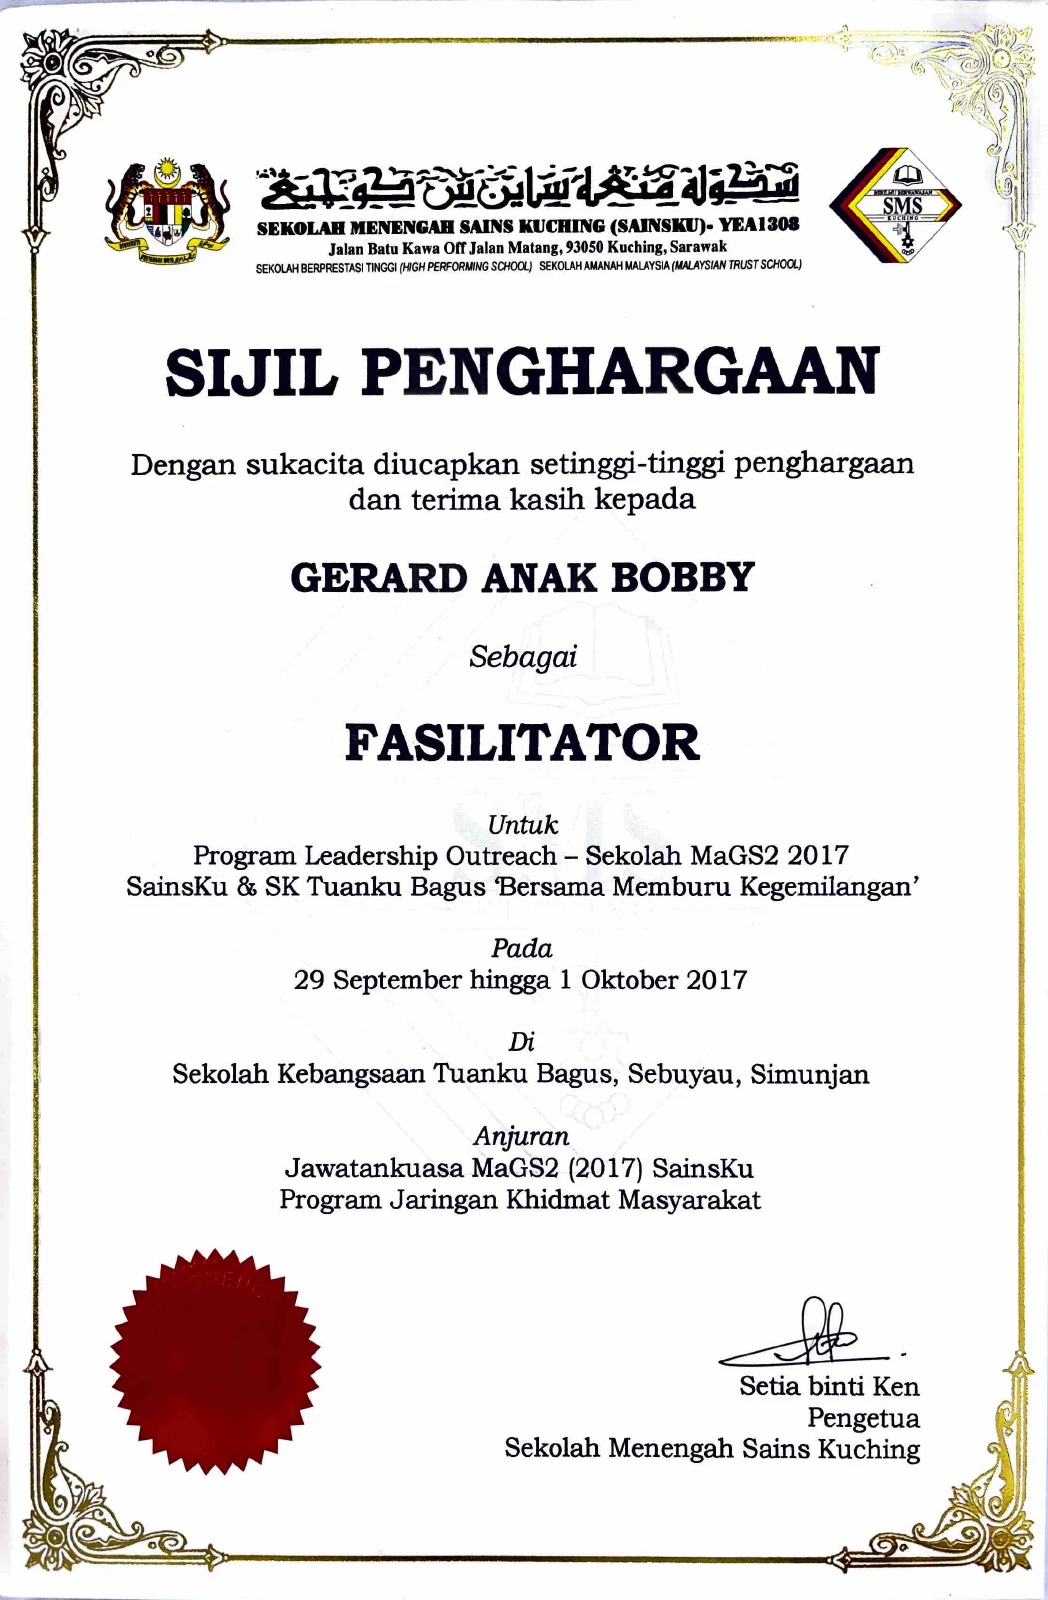 سكوله منڠه ساينس كوچيڠ
SEKOLAH MENENGAH SAINS KUCHING (SAINSKU)- YEA1308
Jalan Batu Kawa Off Jalan Matang, 93050 Kuching, Sarawak
SEKOLAH BERPRESTASI TINGGI (HIGH PERFORMING SCHOOL) SEKOLAH AMANAH MALAYSIA (MALAYSIAN TRUST SCHOOL)
SMS
KUCHING
SIJIL PENGHARGAAN
Dengan sukacita diucapkan setinggi-tinggi penghargaan
dan terima kasih kepada
GERARD ANAK BOBBY
Sebagai
FASILITATOR
Untuk
Program Leadership Outreach – Sekolah MaGS2 2017
SainsKu & SK Tuanku Bagus ‘Bersama Memburu Kegemilangan’
Pada
29 September hingga 1 Oktober 2017
Di
Sekolah Kebangsaan Tuanku Bagus, Sebuyau, Simunjan
Anjuran
Jawatankuasa MaGS2 (2017) SainsKu
Program Jaringan Khidmat Masyarakat
Setia binti Ken
Pengetua
Sekolah Menengah Sains Kuching